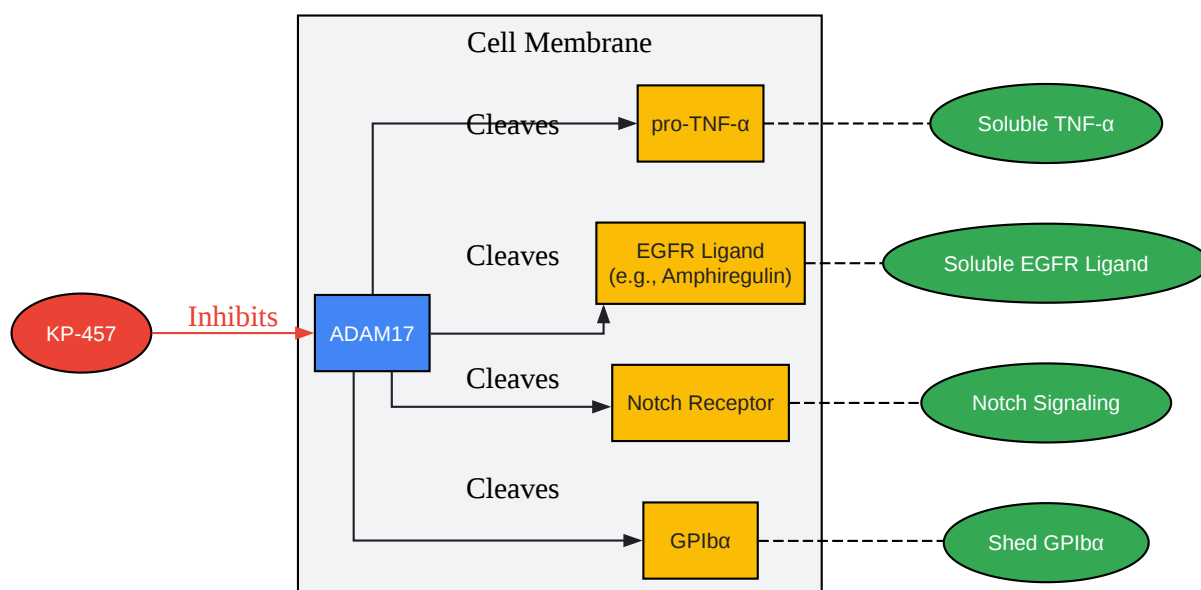 Cell Membrane
Cleaves
pro-TNF-α
Soluble TNF-α
Cleaves
EGFR Ligand
(e.g., Amphiregulin)
Soluble EGFR Ligand
KP-457
Inhibits
ADAM17
Cleaves
Notch Receptor
Notch Signaling
Cleaves
GPIbα
Shed GPIbα